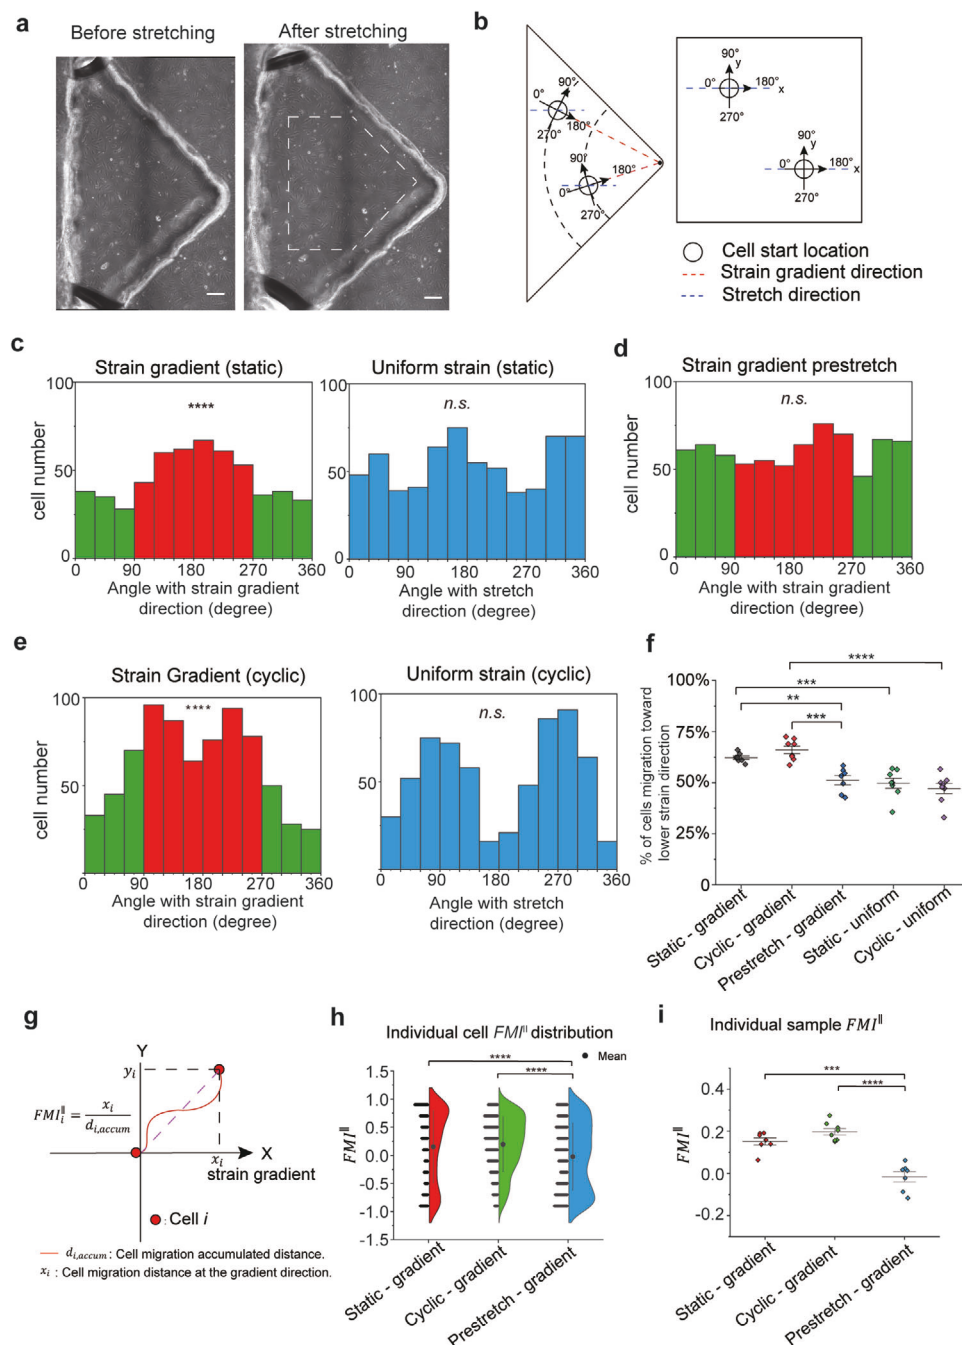 a
Before stretching
After stretching
b
90°
0°
180°
270°
90°
180°
0°
270°
90°
y
0°
180°
x
270°
90°
y
0°
180°
x
270°
Cell start location
Strain gradient direction
Stretch direction
c
Strain gradient (static)
****
100
50
0
cell number
0 90 180 270 360
Angle with strain gradient
direction (degree)
Uniform strain (static)
n.s.
100
50
0
0 90 180 270 360
Angle with stretch
direction (degree)
d
Strain gradient prestretch
n.s.
100
50
0
cell number
0 90 180 270 360
Angle with strain gradient
direction (degree)
e
Strain Gradient (cyclic)
****
100
50
0
cell number
0 90 180 270 360
Angle with strain gradient
direction (degree)
Uniform strain (cyclic)
n.s.
100
50
0
0 90 180 270 360
Angle with stretch
direction (degree)
f
****
***
**
***
100%
75%
50%
25%
0
% of cells migration toward
lower strain direction
Static - gradient
Cyclic - gradient
Prestretch - gradient
Static - uniform
Cyclic - uniform
g
Y
yᵢ
FMIᵢ^∥ = xᵢ / d_{i,accum}
X
xᵢ
strain gradient
: Cell i
d_{i,accum} : Cell migration accumulated distance.
xᵢ : Cell migration distance at the gradient direction.
h
Individual cell FMI^∥ distribution
****
• Mean
****
1.5
1.0
0.5
0.0
-0.5
-1.0
-1.5
FMI^∥
Static - gradient
Cyclic - gradient
Prestretch - gradient
i
Individual sample FMI^∥
***
****
0.4
0.2
0.0
-0.2
FMI^∥
Static - gradient
Cyclic - gradient
Prestretch - gradient